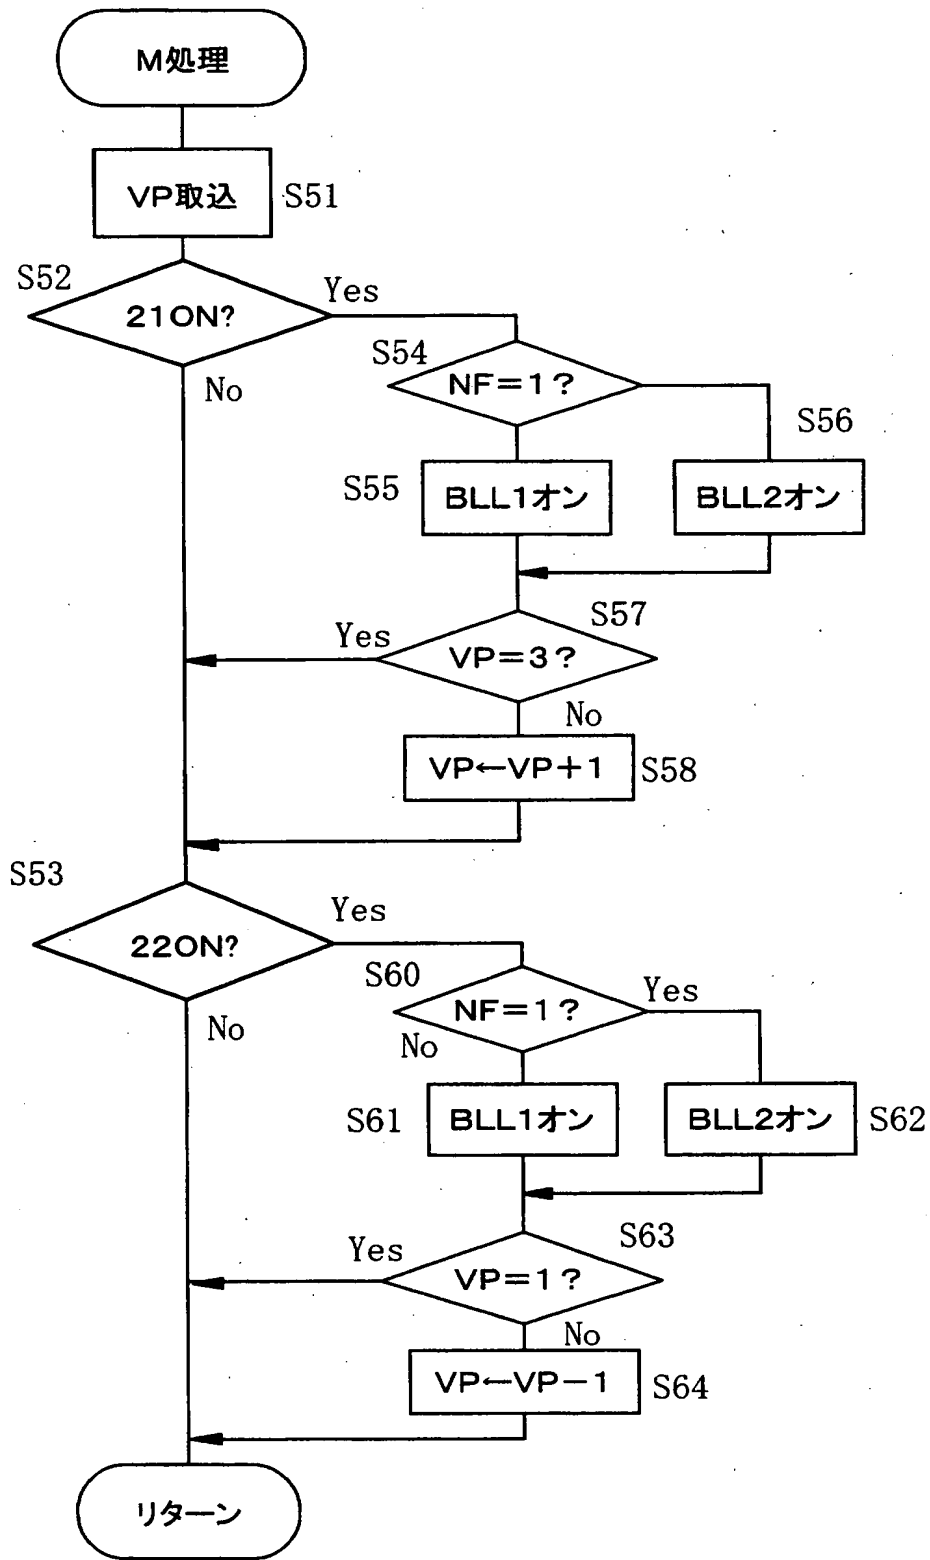 M処理
VP取込 S51
S52
21ON?
Yes
No
S54
NF=1?
S56
S55
BLL1オン
BLL2オン
S57
Yes
VP=3?
No
VP←VP+1 S58
S53
22ON?
Yes
No
S60
NF=1?
Yes
No
S61
BLL1オン
BLL2オン S62
S63
Yes
VP=1?
No
VP←VP-1 S64
リターン